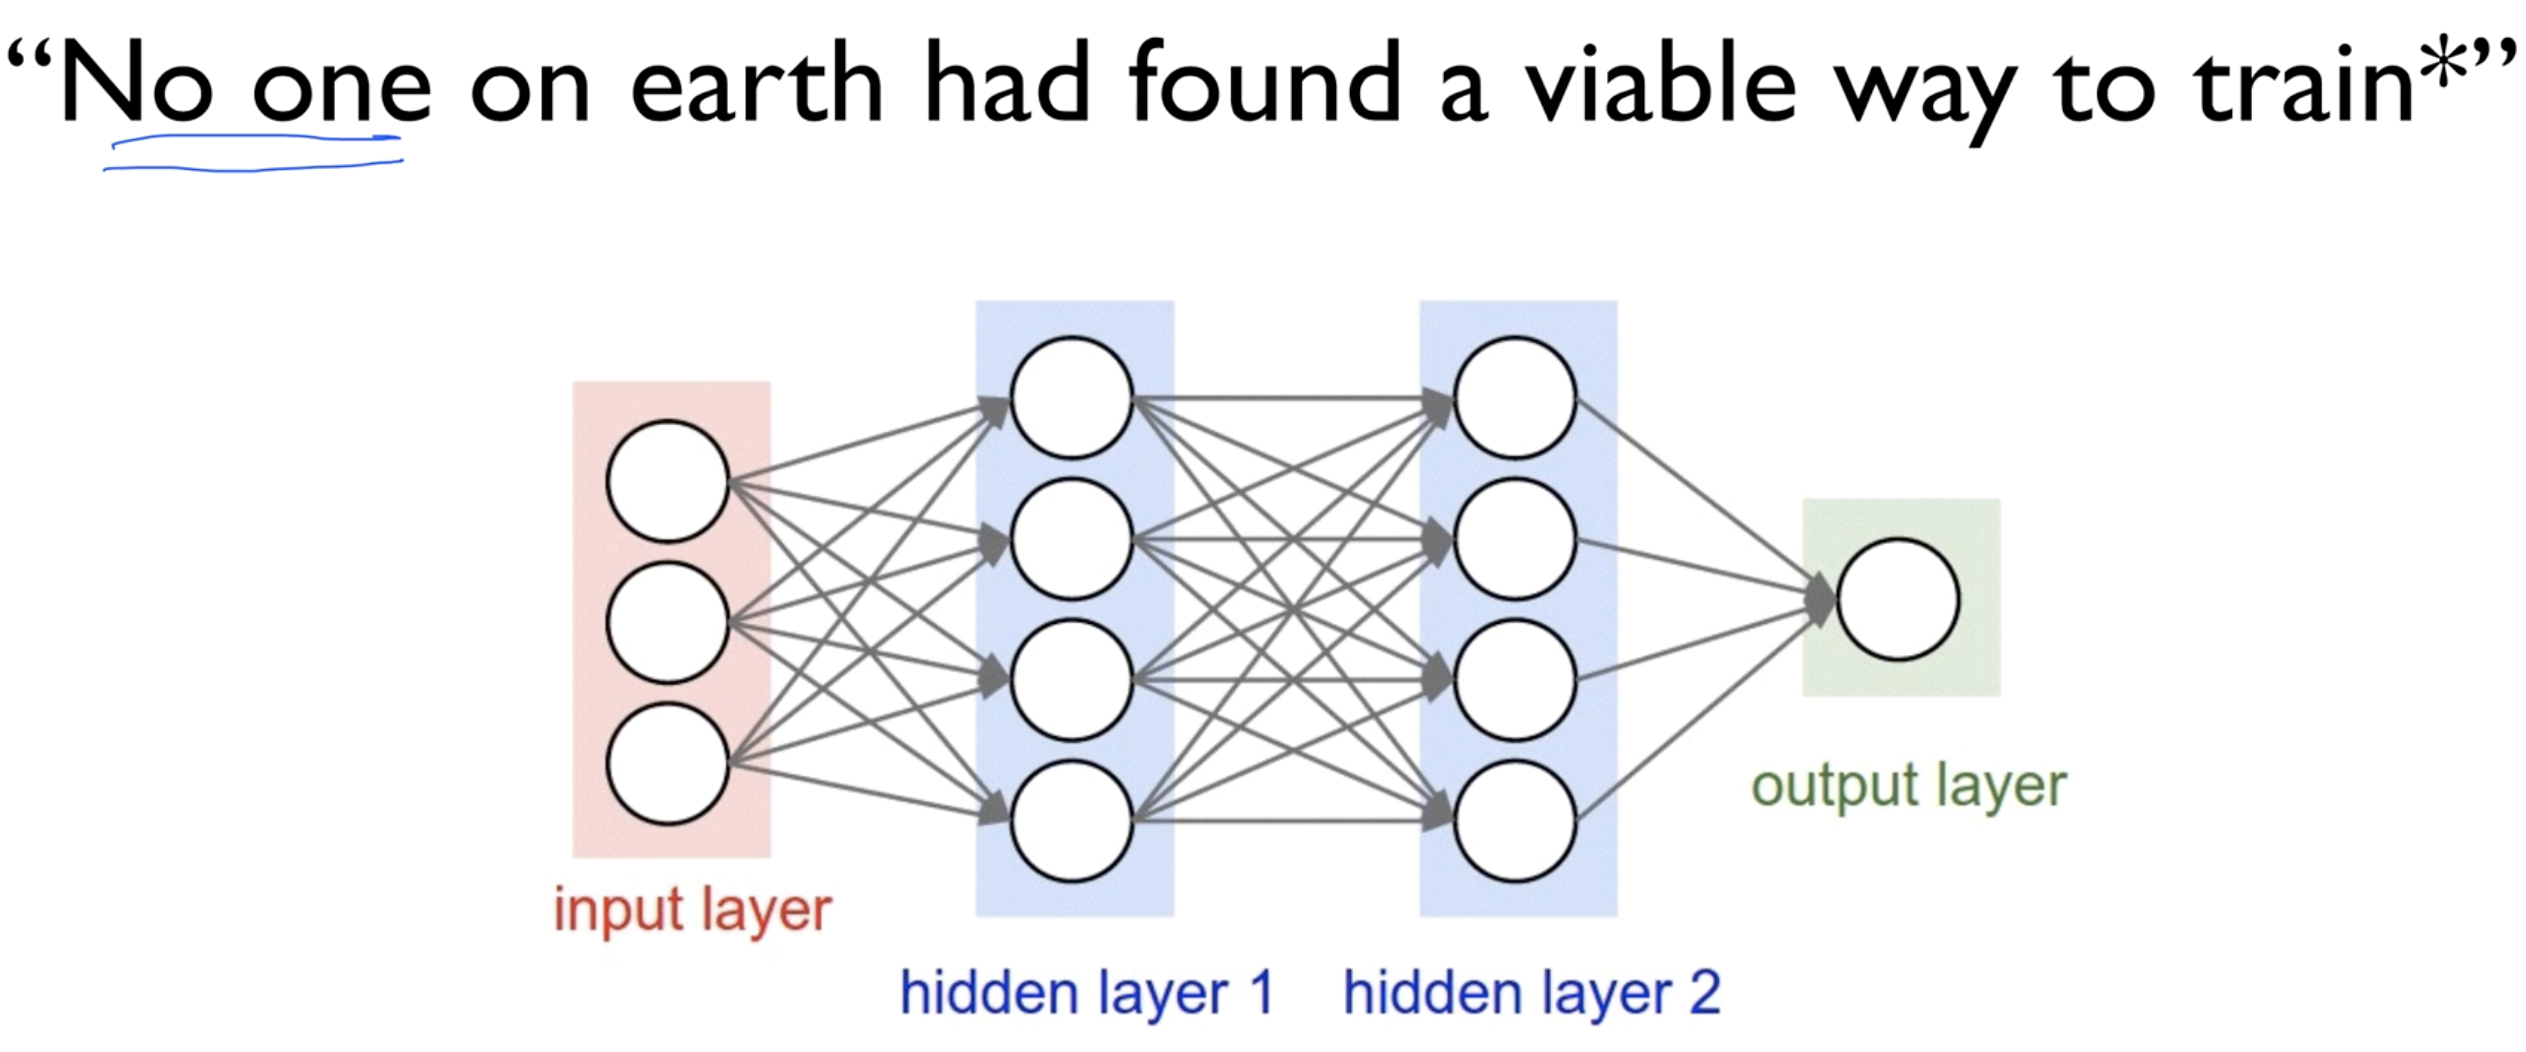 “No one on earth had found a viable way to train*”
input layer
hidden layer 1
hidden layer 2
output layer